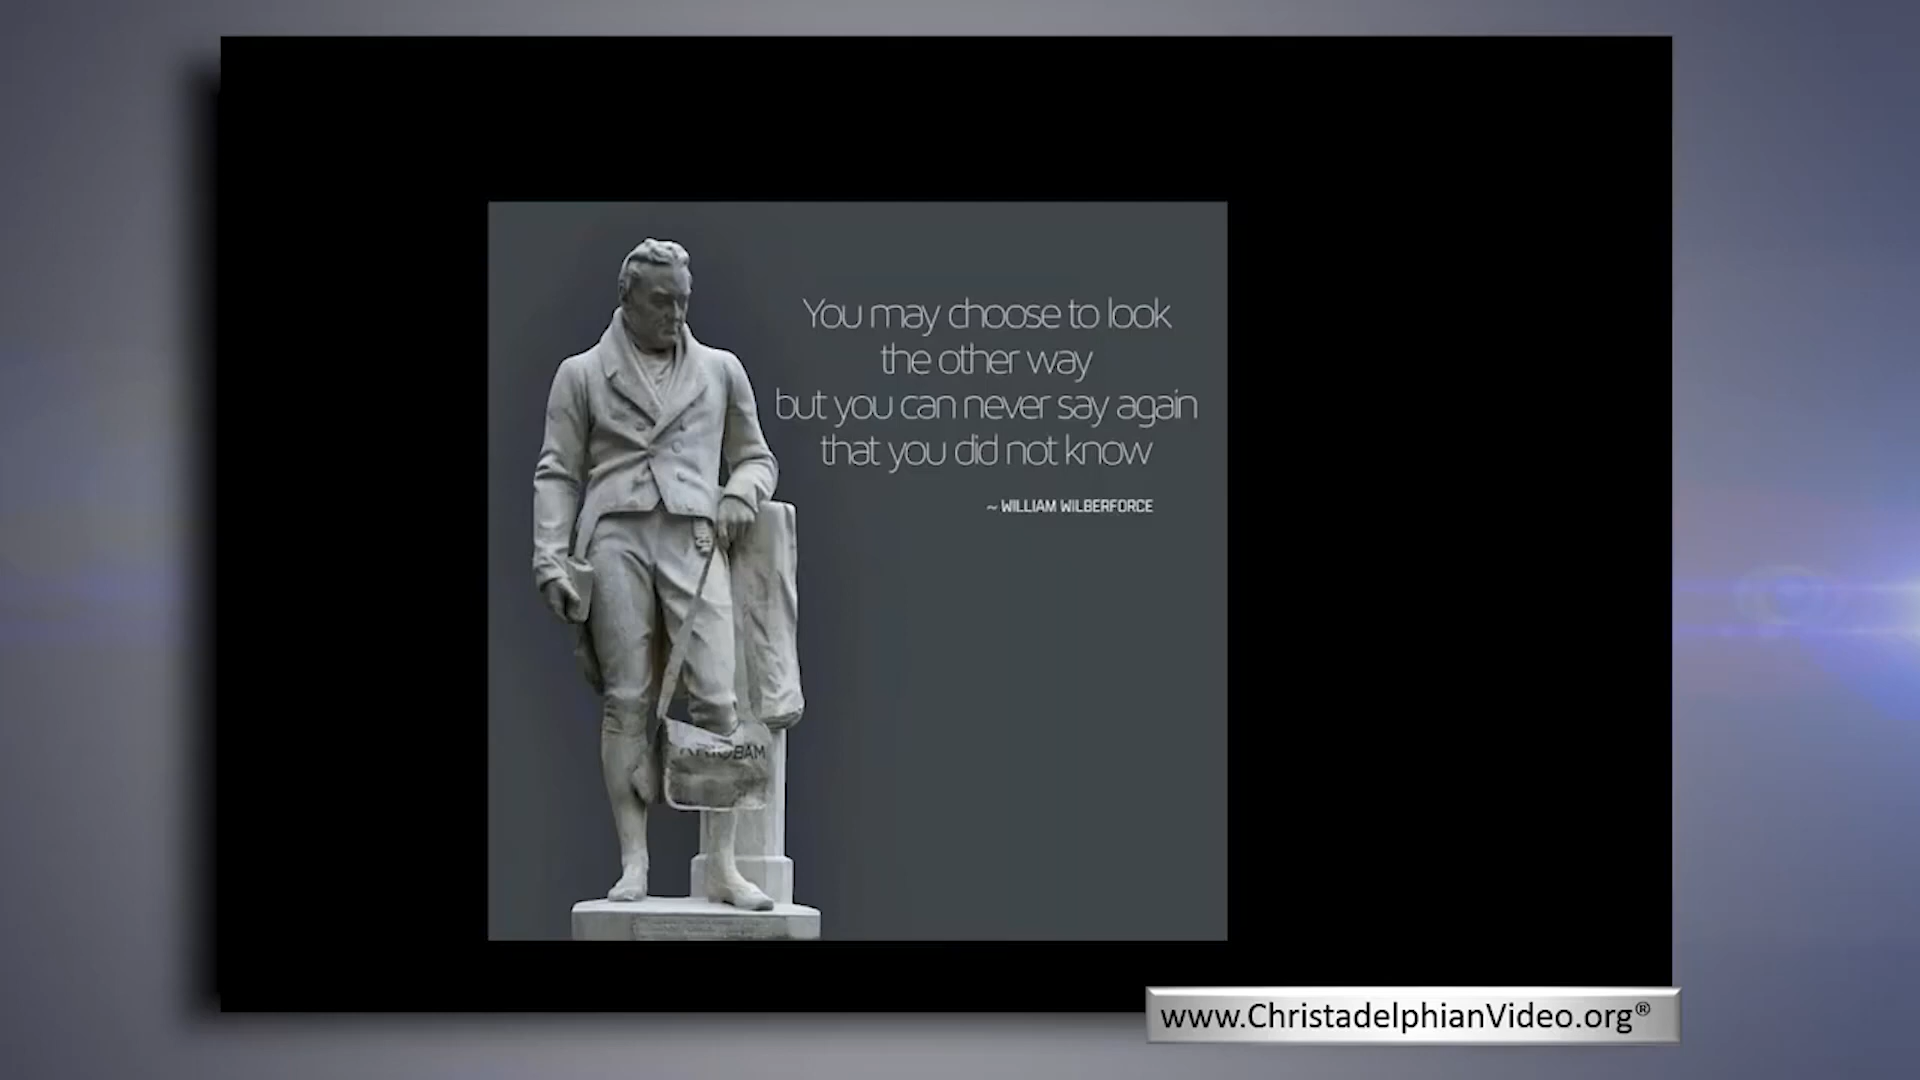 You may choose to look
the other way
but you can never say again
that you did not know
~ WILLIAM WILBERFORCE
www.ChristadelphianVideo.org®